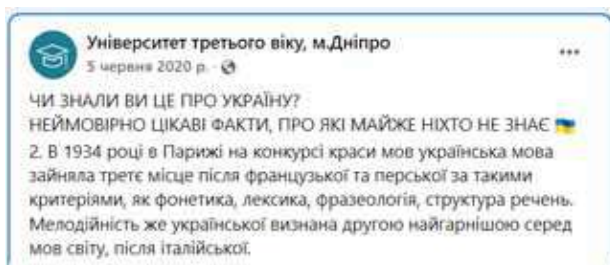 Університет третього віку, м.Дніпро
5 червня 2020 р.
ЧИ ЗНАЛИ ВИ ЦЕ ПРО УКРАЇНУ?
НЕЙМОВІРНО ЦІКАВІ ФАКТИ, ПРО ЯКІ МАЙЖЕ НІХТО НЕ ЗНАЄ 🇺🇦
2. В 1934 році в Парижі на конкурсі краси мов українська мова
зайняла третє місце після французької та перської за такими
критеріями, як фонетика, лексика, фразеологія, структура речень.
Мелодійність же української визнана другою найгарнішою серед
мов світу, після італійської.